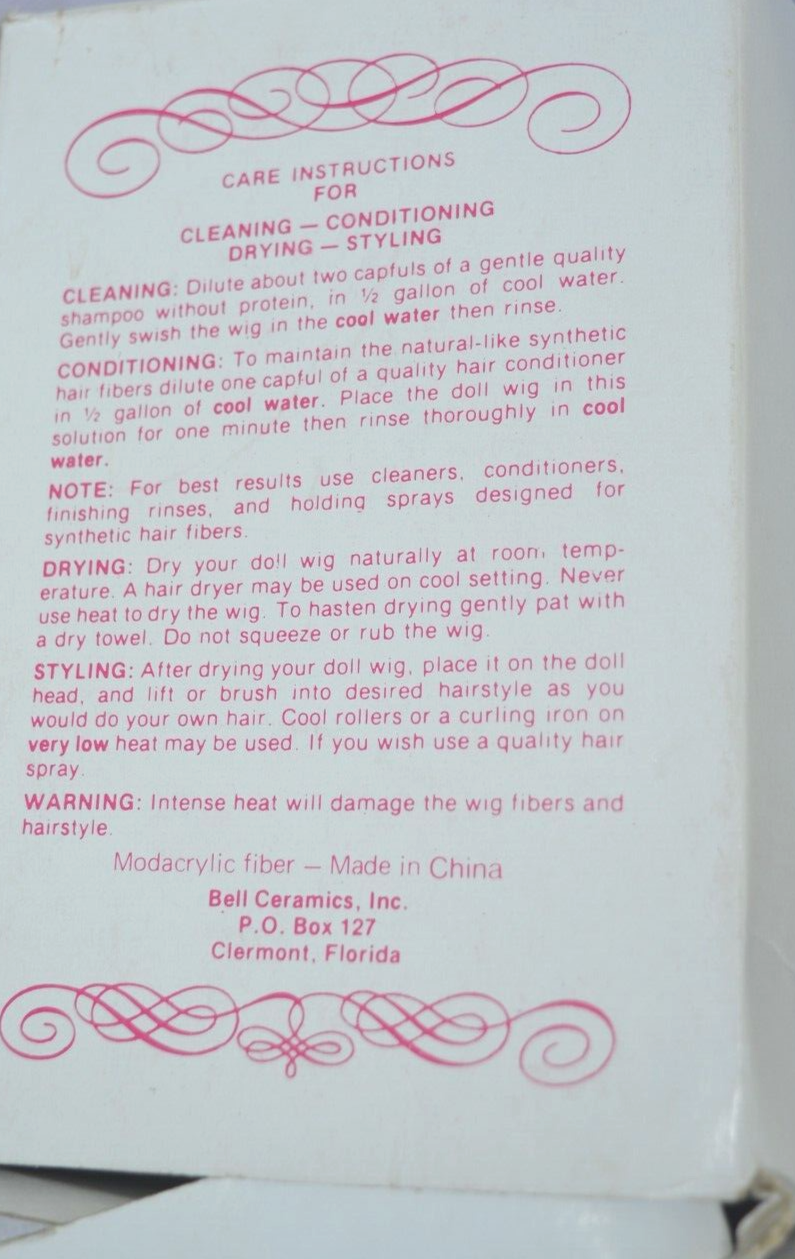 CARE INSTRUCTIONS
FOR
CLEANING — CONDITIONING
DRYING — STYLING
CLEANING: Dilute about two capfuls of a gentle quality
shampoo without protein, in ½ gallon of cool water.
Gently swish the wig in the cool water then rinse.
CONDITIONING: To maintain the natural-like synthetic
hair fibers dilute one capful of a quality hair conditioner
in ½ gallon of cool water. Place the doll wig in this
solution for one minute then rinse thoroughly in cool
water.
NOTE: For best results use cleaners, conditioners,
finishing rinses, and holding sprays designed for
synthetic hair fibers.
DRYING: Dry your doll wig naturally at room temp-
erature. A hair dryer may be used on cool setting. Never
use heat to dry the wig. To hasten drying gently pat with
a dry towel. Do not squeeze or rub the wig.
STYLING: After drying your doll wig, place it on the doll
head, and lift or brush into desired hairstyle as you
would do your own hair. Cool rollers or a curling iron on
very low heat may be used. If you wish use a quality hair
spray.
WARNING: Intense heat will damage the wig fibers and
hairstyle.
Modacrylic fiber — Made in China
Bell Ceramics, Inc.
P.O. Box 127
Clermont, Florida